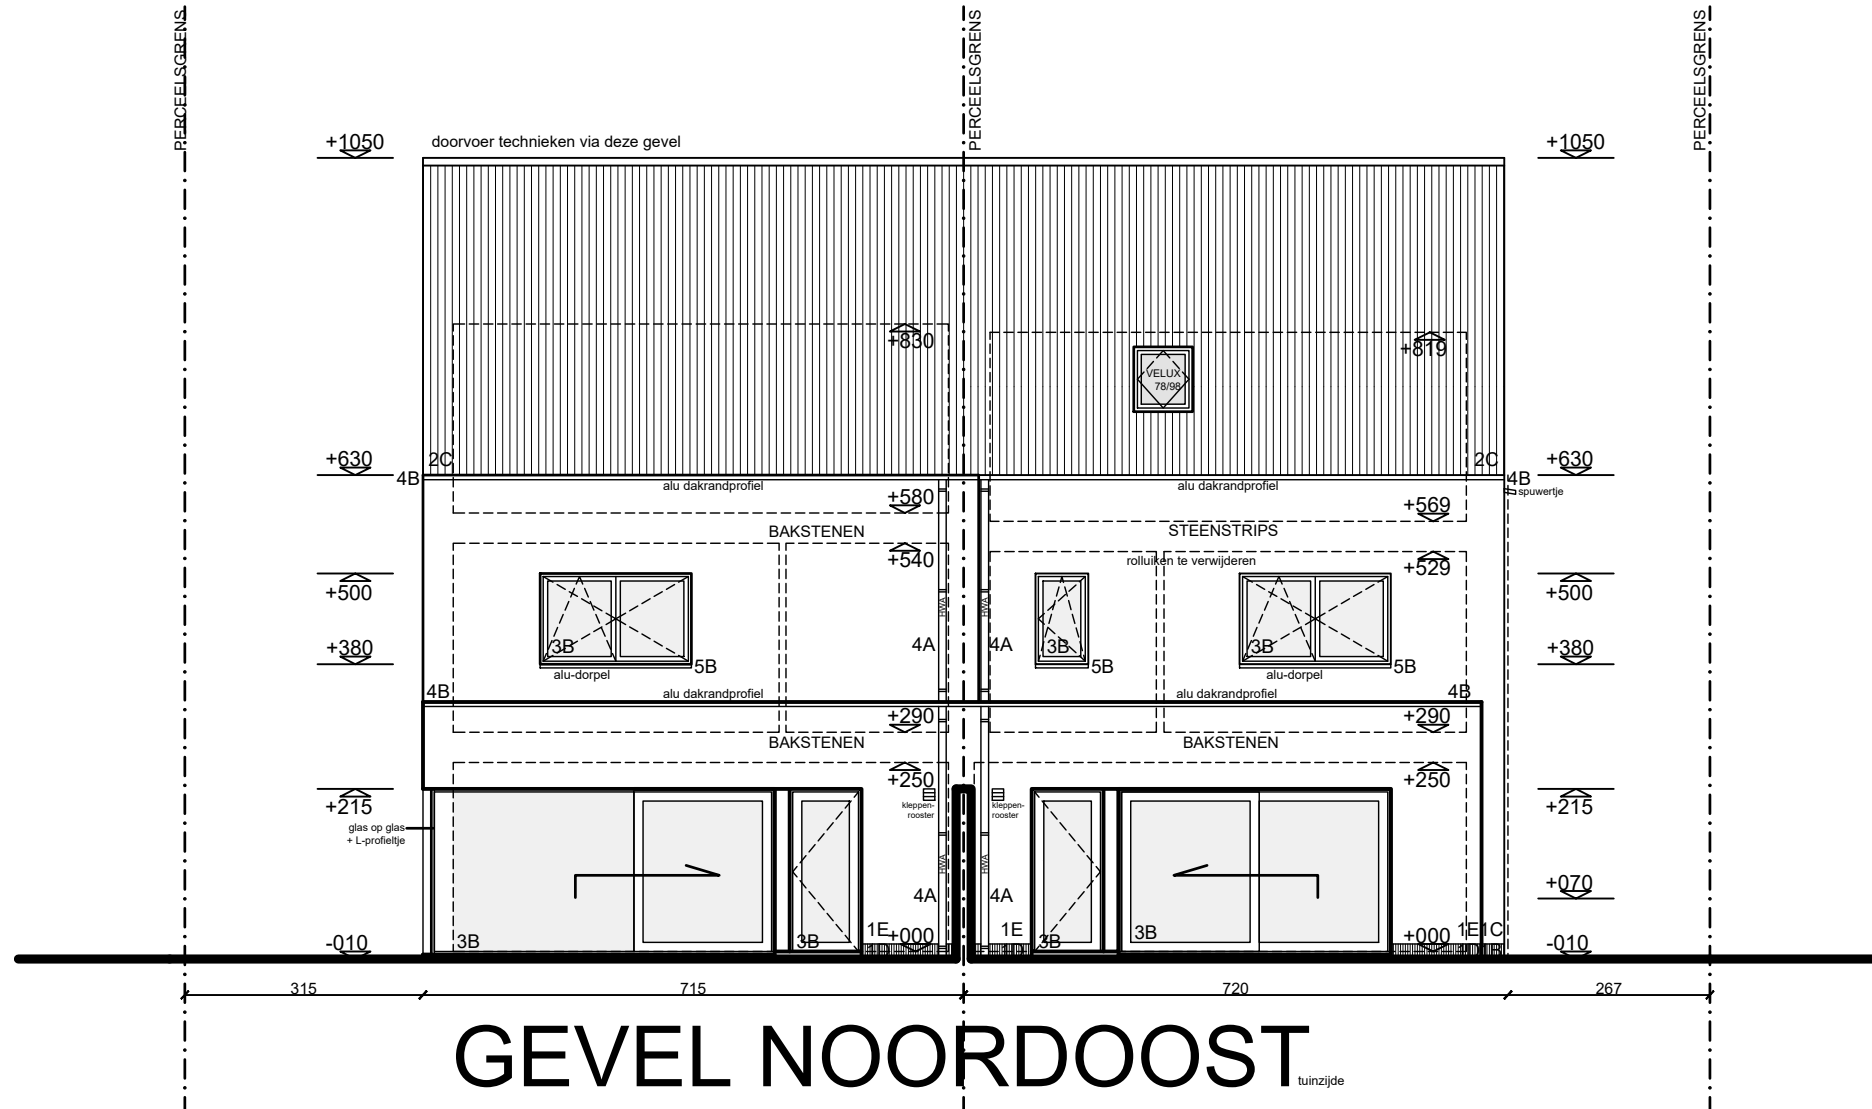 PERCEELSGRENS
PERCEELSGRENS
PERCEELSGRENS
+1050
doorvoer technieken via deze gevel
+1050
+830
+819
VELUX
78/98
+630
2C
2C
+630
4B
alu dakrandprofiel
alu dakrandprofiel
4B
spuwertje
+580
+569
BAKSTENEN
STEENSTRIPS
+540
rolluiken te verwijderen
+529
+500
+500
HWA
HWA
+380
3B
4A
4A
3B
3B
+380
5B
5B
5B
alu-dorpel
alu-dorpel
4B
alu dakrandprofiel
alu dakrandprofiel
4B
+290
+290
BAKSTENEN
BAKSTENEN
+250
+250
+215
kleppen-
rooster
kleppen-
rooster
+215
glas op glas
+ L-profieltje
HWA
HWA
+070
4A
4A
-010
3B
3B
1E
+000
1E
3B
3B
+000
1E
1C
-010
315
715
720
267
GEVEL NOORDOOST
tuinzijde